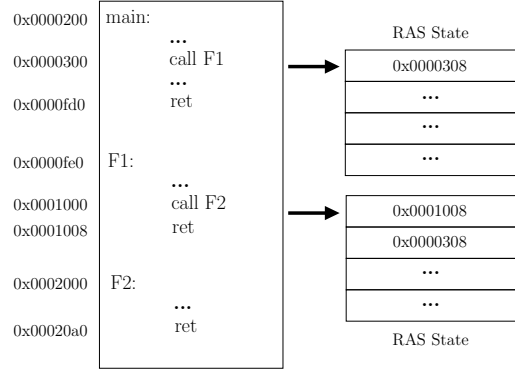 0x0000200 main:
...
0x0000300 call F1
...
0x0000fd0 ret
0x0000fe0 F1:
...
0x0001000 call F2
0x0001008 ret
0x0002000 F2:
...
0x00020a0 ret
RAS State
0x0000308
...
...
...
0x0001008
0x0000308
...
...
RAS State